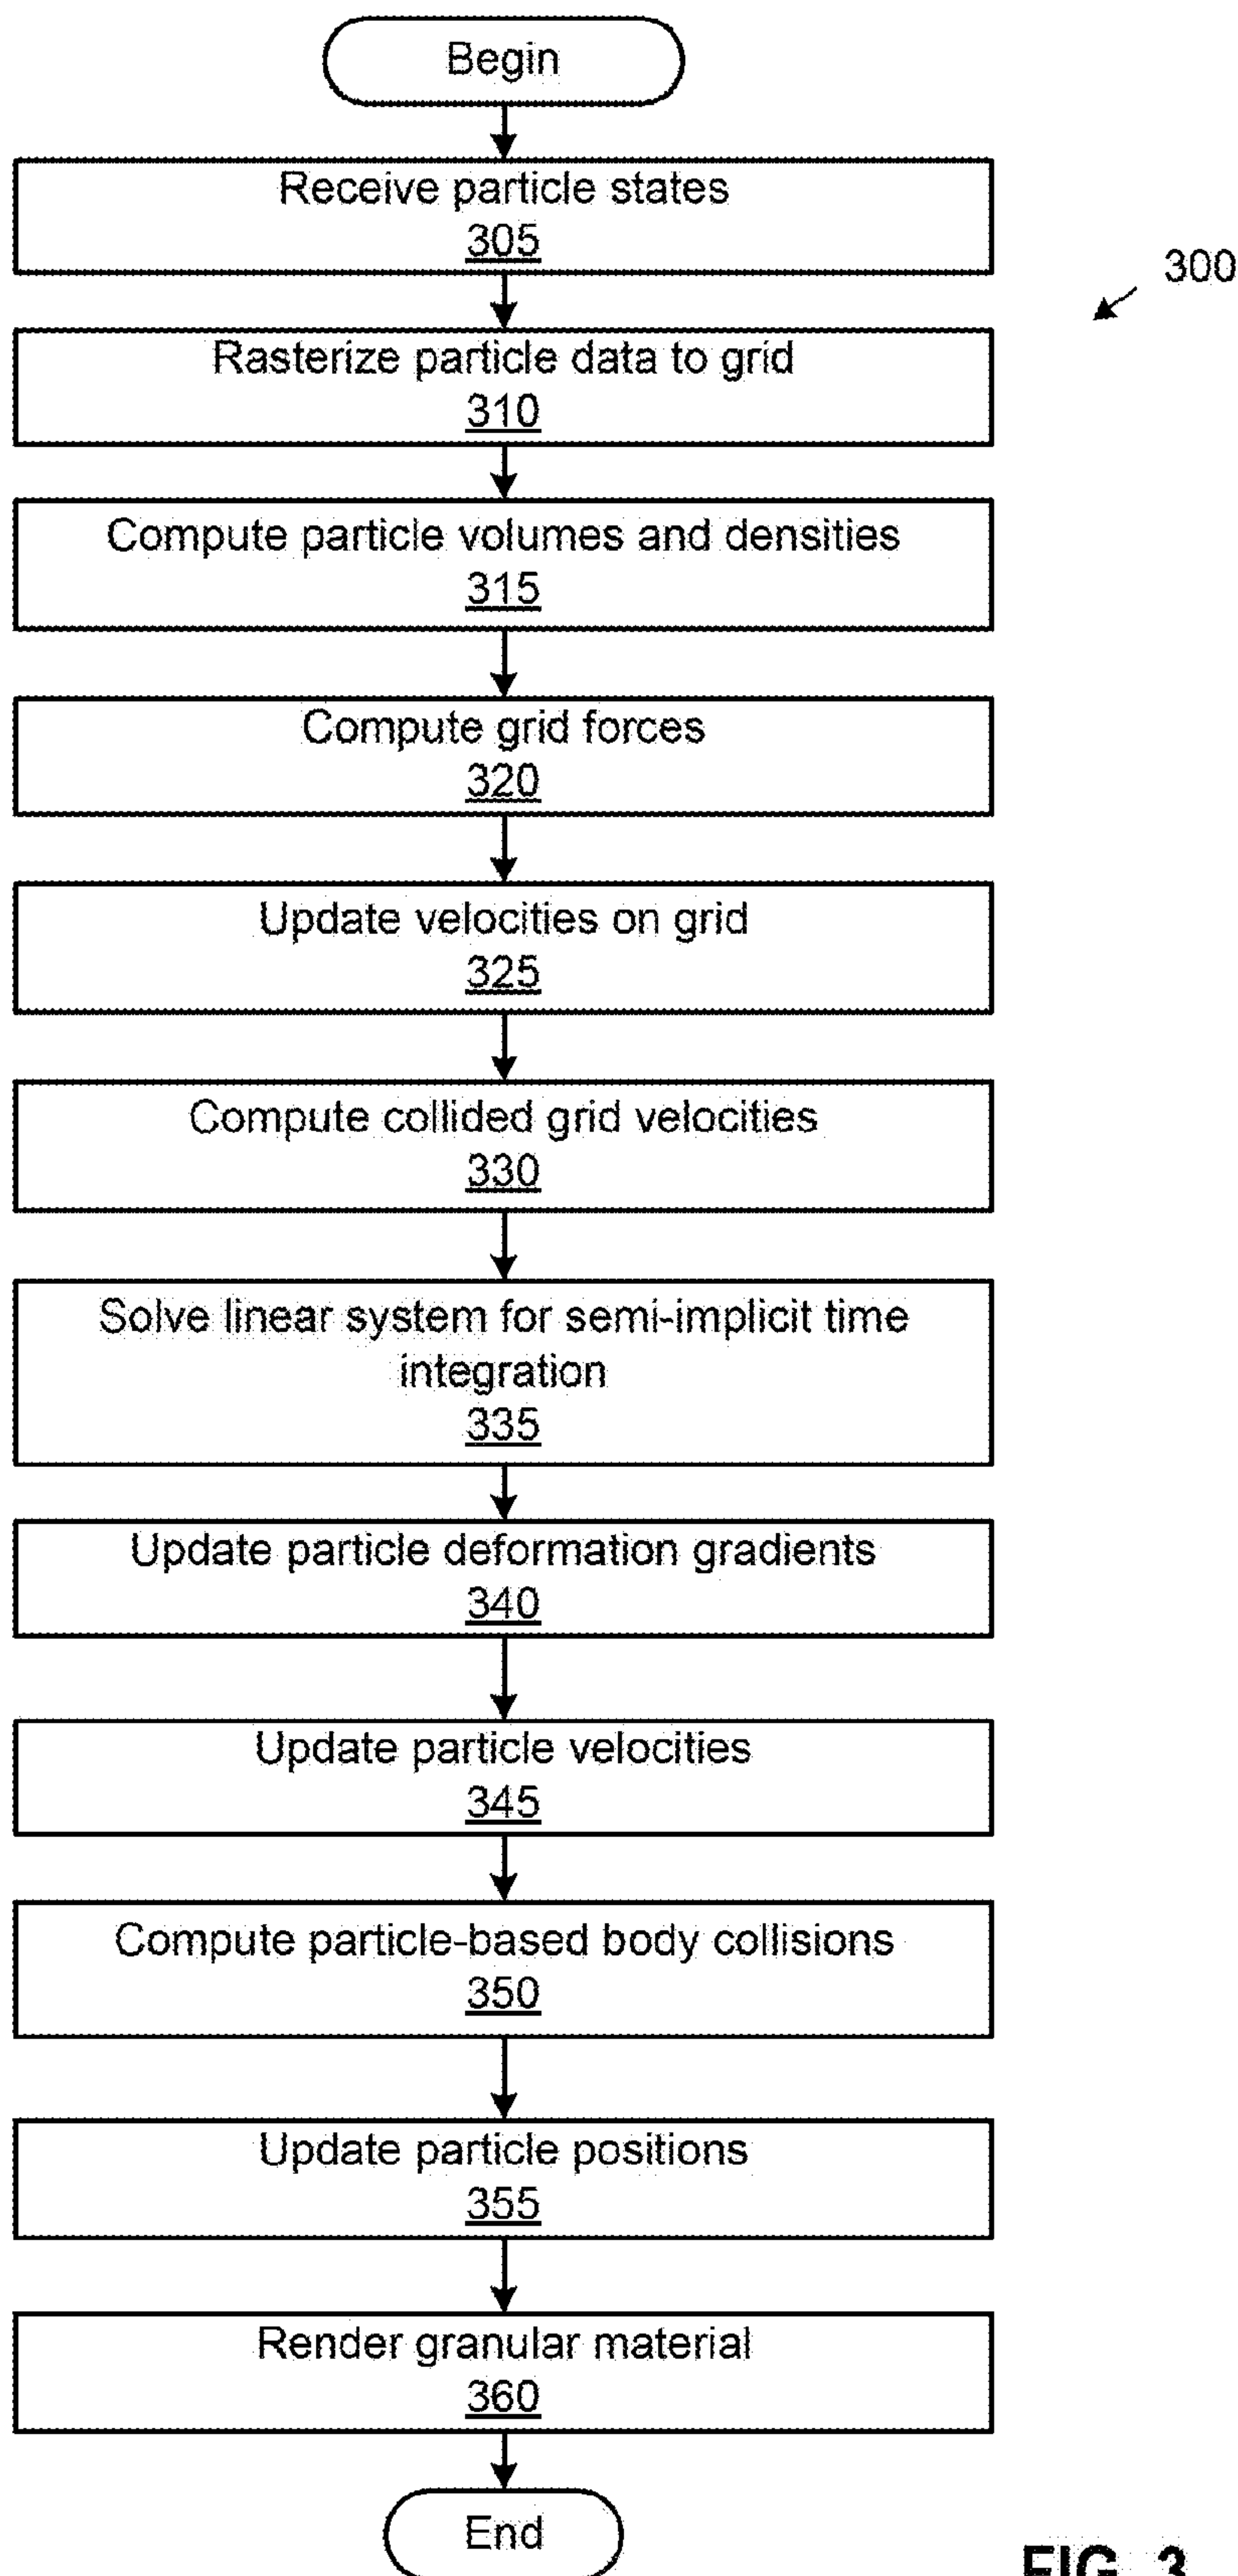 Begin
Receive particle states
305
300
Rasterize particle data to grid
310
Compute particle volumes and densities
315
Compute grid forces
320
Update velocities on grid
325
Compute collided grid velocities
330
Solve linear system for semi-implicit time
integration
335
Update particle deformation gradients
340
Update particle velocities
345
Compute particle-based body collisions
350
Update particle positions
355
Render granular material
360
End
FIG. 3